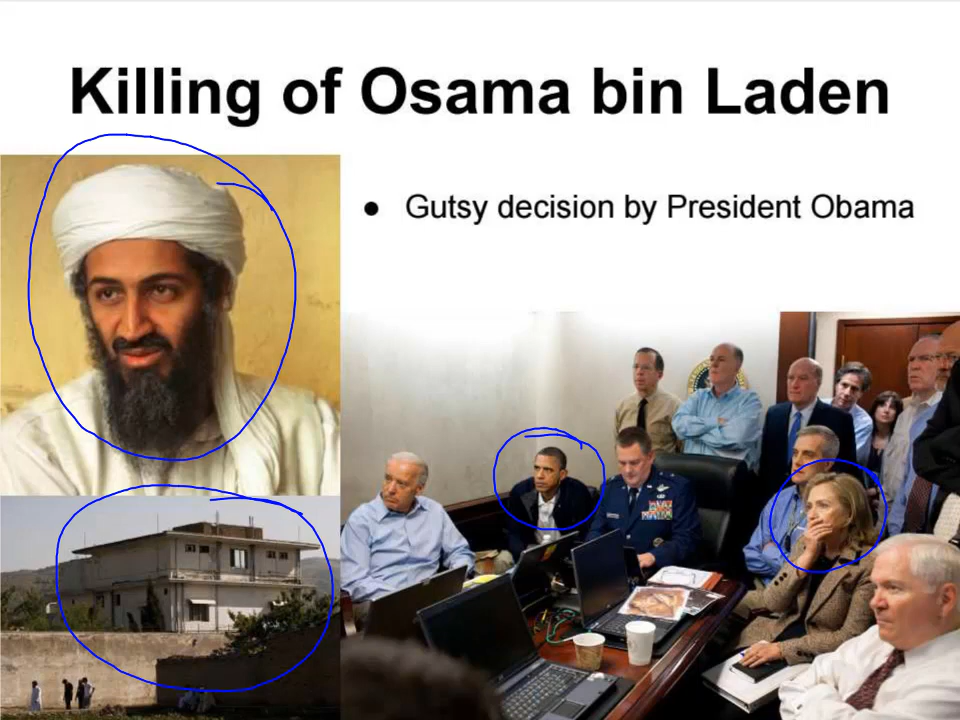 Killing of Osama bin Laden
● Gutsy decision by President Obama